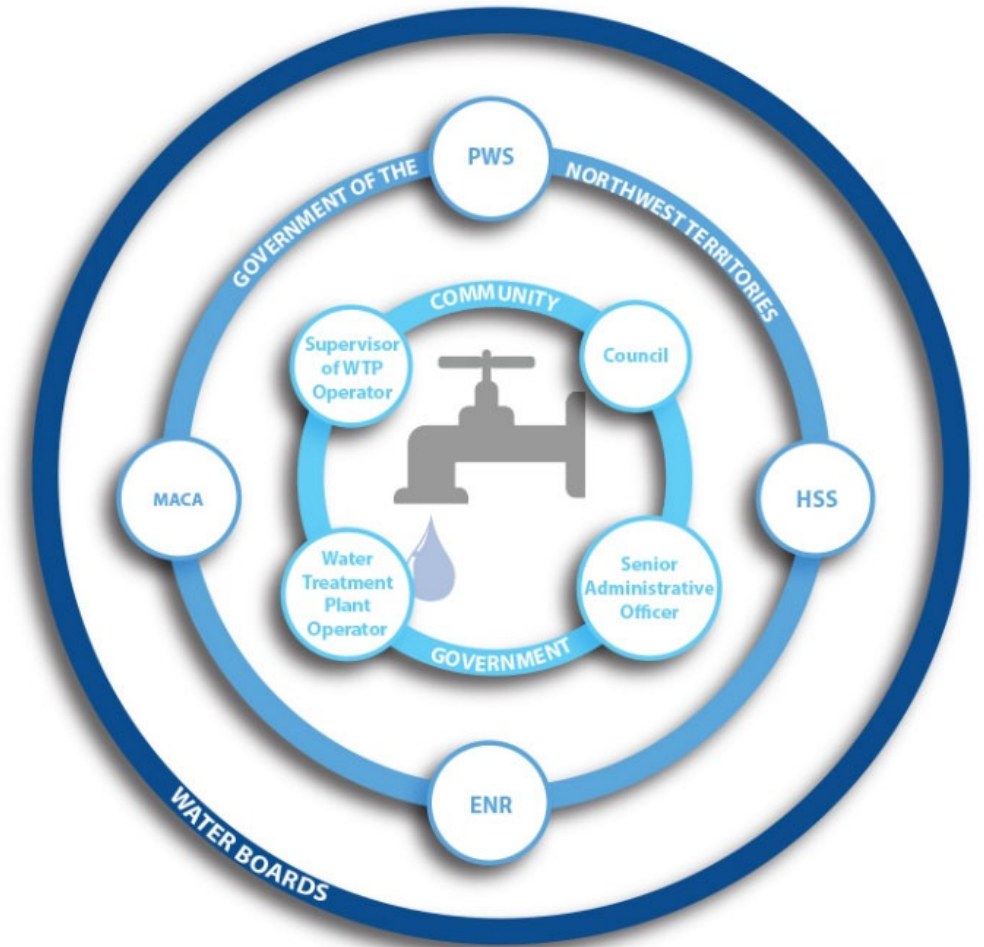 PWS
GOVERNMENT OF THE
NORTHWEST TERRITORIES
COMMUNITY
Supervisor
of WTP
Operator
Council
MACA
HSS
Water
Treatment
Plant
Operator
Senior
Administrative
Officer
GOVERNMENT
ENR
WATER BOARDS